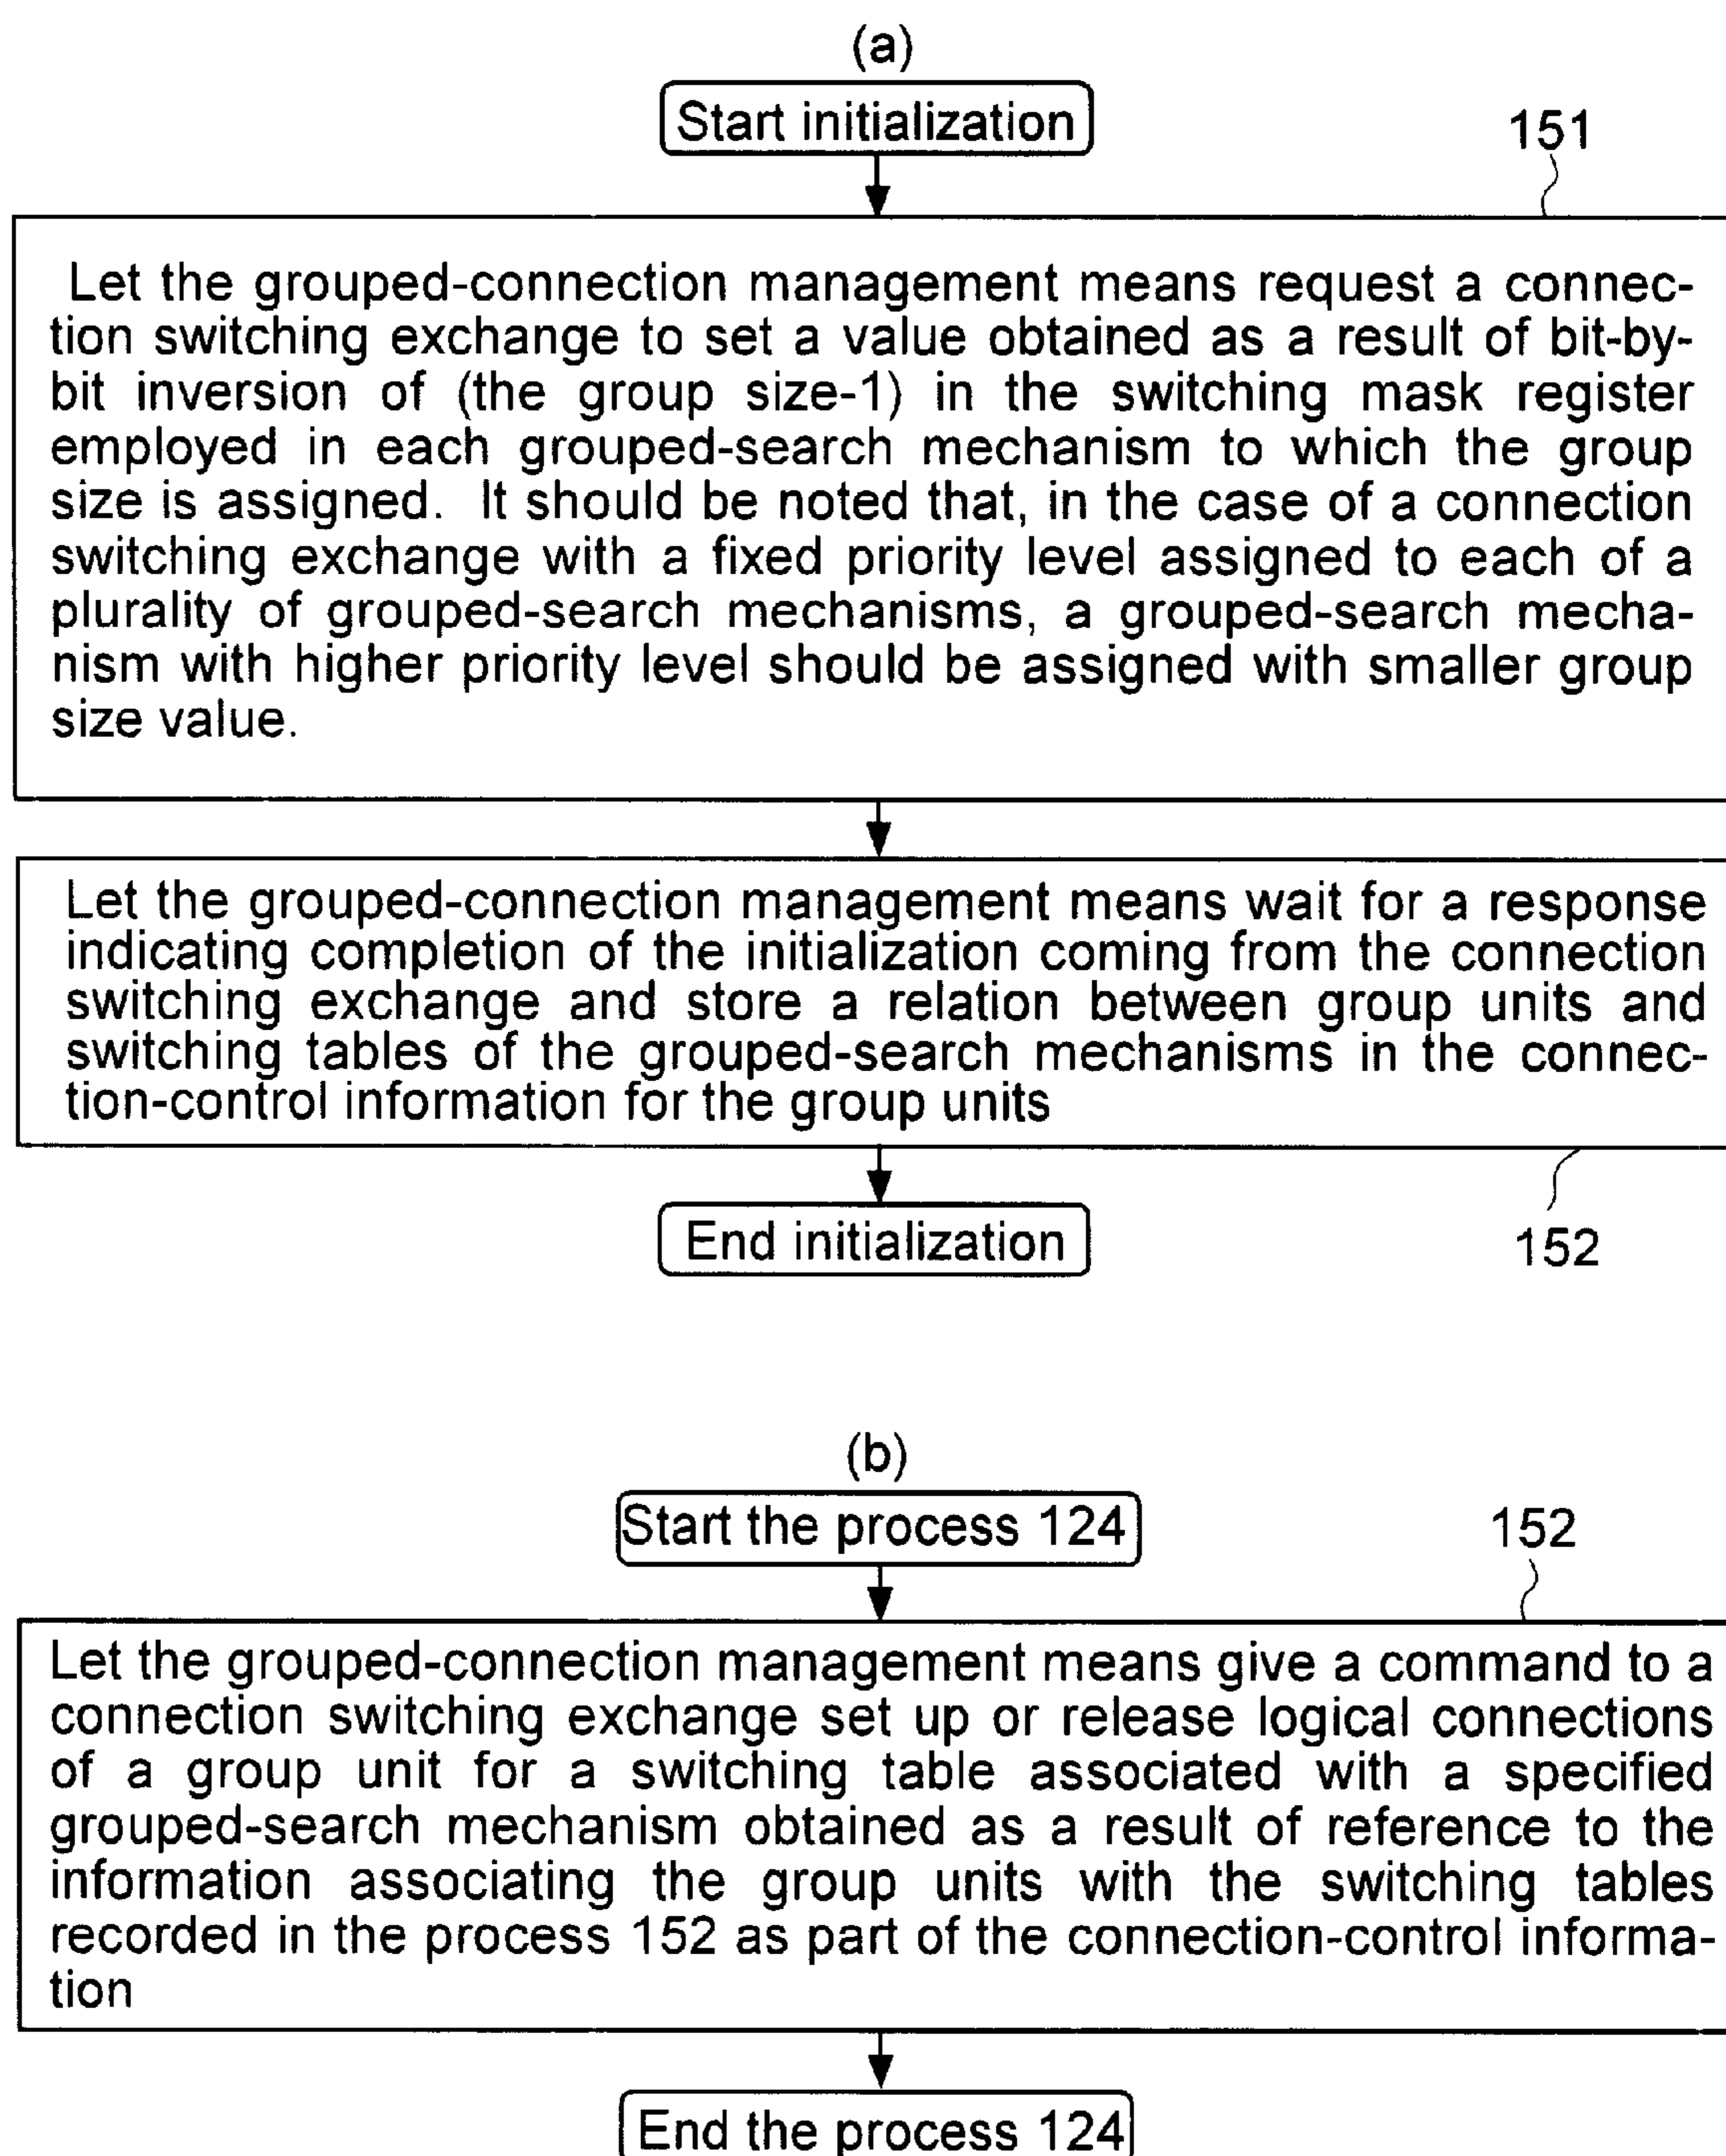 (a)
Start initialization
151
Let the grouped-connection management means request a connec-
tion switching exchange to set a value obtained as a result of bit-by-
bit inversion of (the group size-1) in the switching mask register
employed in each grouped-search mechanism to which the group
size is assigned. It should be noted that, in the case of a connection
switching exchange with a fixed priority level assigned to each of a
plurality of grouped-search mechanisms, a grouped-search mecha-
nism with higher priority level should be assigned with smaller group
size value.
Let the grouped-connection management means wait for a response
indicating completion of the initialization coming from the connection
switching exchange and store a relation between group units and
switching tables of the grouped-search mechanisms in the connec-
tion-control information for the group units
End initialization
152
(b)
Start the process 124
152
Let the grouped-connection management means give a command to a
connection switching exchange set up or release logical connections
of a group unit for a switching table associated with a specified
grouped-search mechanism obtained as a result of reference to the
information associating the group units with the switching tables
recorded in the process 152 as part of the connection-control informa-
tion
End the process 124